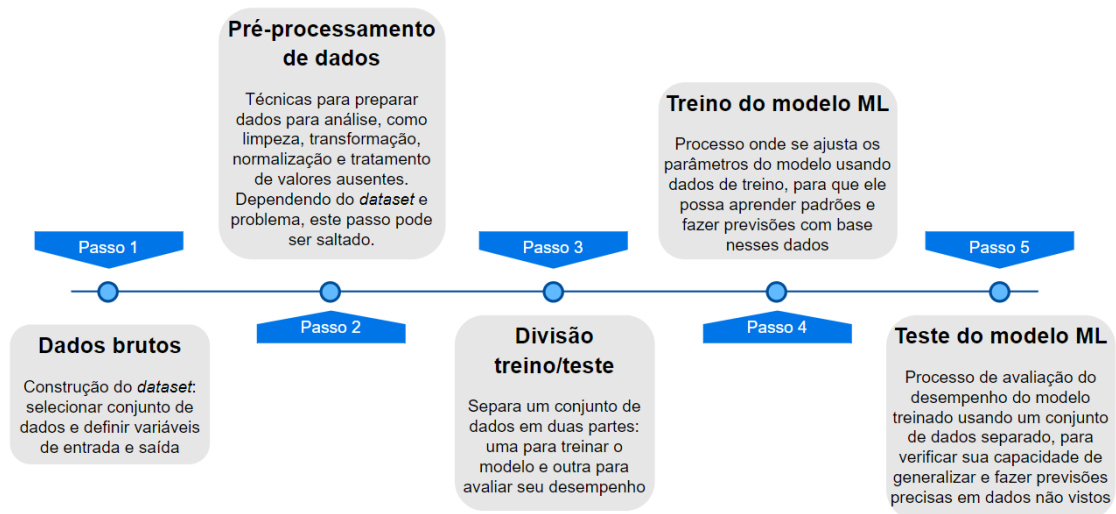 Passo 1
Dados brutos
Construção do dataset:
selecionar conjunto de
dados e definir variáveis
de entrada e saída
Pré-processamento
de dados
Técnicas para preparar
dados para análise, como
limpeza, transformação,
normalização e tratamento
de valores ausentes.
Dependendo do dataset e
problema, este passo pode
ser saltado.
Passo 2
Passo 3
Divisão
treino/teste
Separa um conjunto de
dados em duas partes:
uma para treinar o
modelo e outra para
avaliar seu desempenho
Treino do modelo ML
Processo onde se ajusta os
parâmetros do modelo usando
dados de treino, para que ele
possa aprender padrões e
fazer previsões com base
nesses dados
Passo 4
Passo 5
Teste do modelo ML
Processo de avaliação do
desempenho do modelo
treinado usando um conjunto
de dados separado, para
verificar sua capacidade de
generalizar e fazer previsões
precisas em dados não vistos